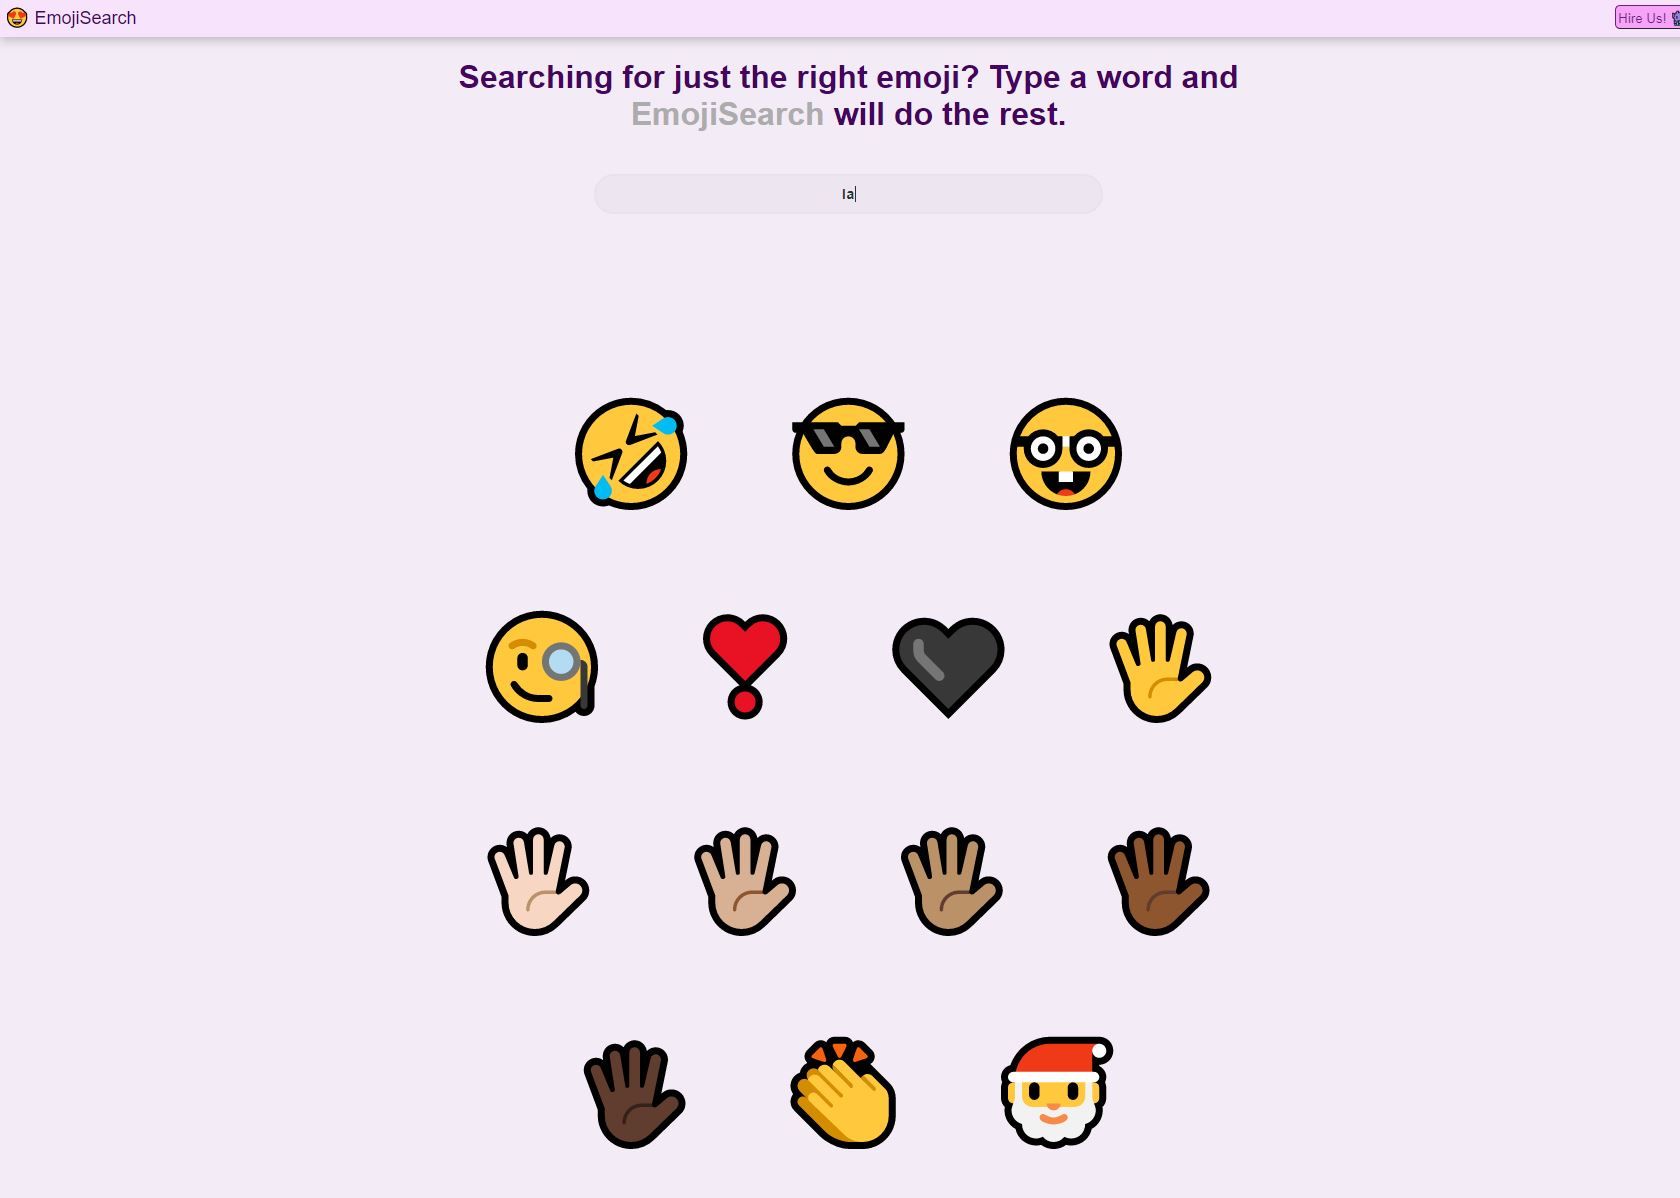 EmojiSearch
Hire Us!
Searching for just the right emoji? Type a word and
EmojiSearch will do the rest.
la